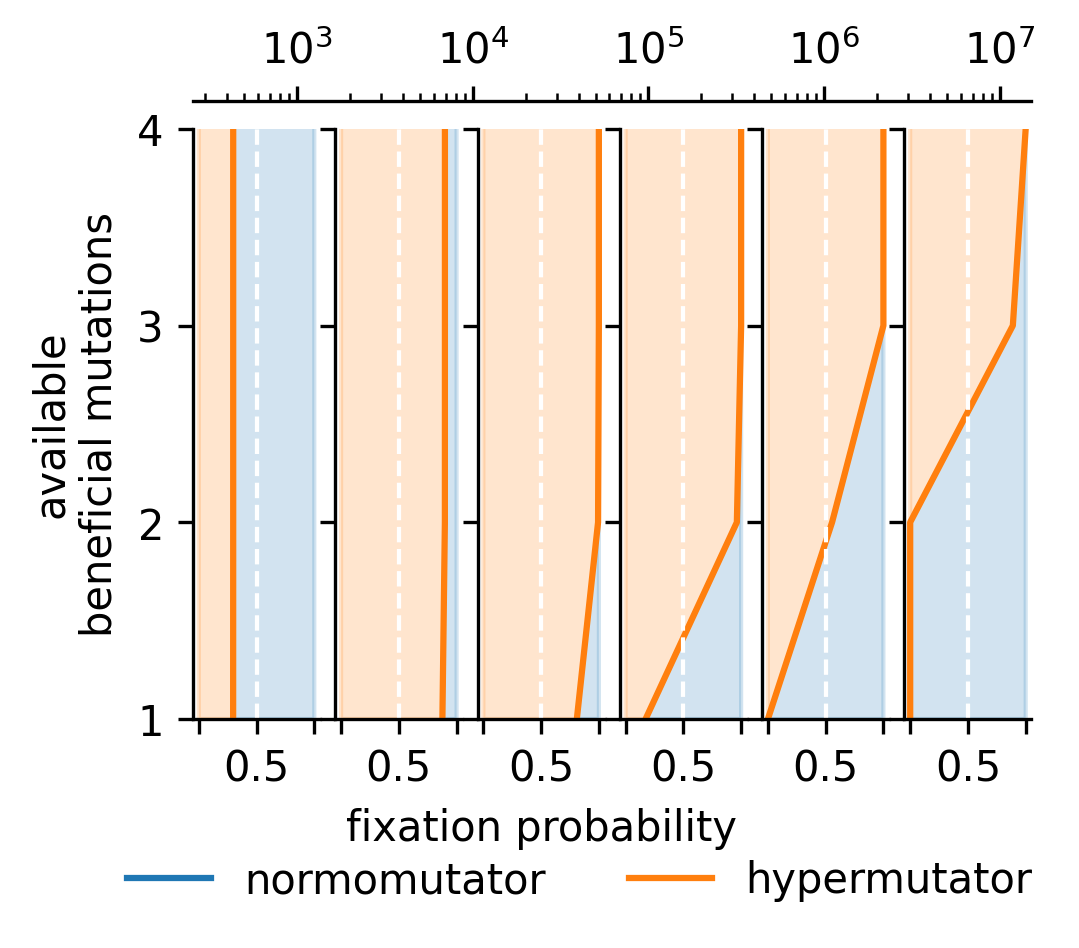 10³ 10⁴ 10⁵ 10⁶ 10⁷
4
3
2
1
available
beneficial mutations
0.5 0.5 0.5 0.5 0.5 0.5
fixation probability
normomutator hypermutator